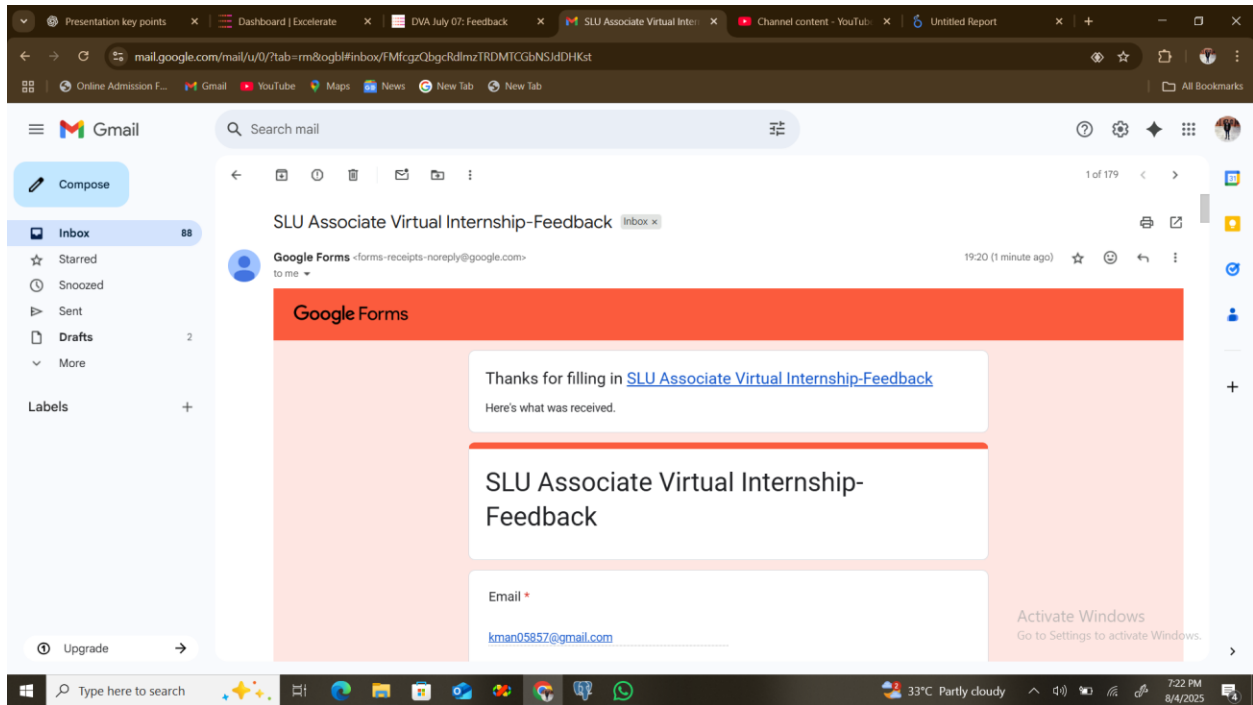 Presentation key points
Dashboard | Excelerate
DVA July 07: Feedback
SLU Associate Virtual Inter
Channel content - YouTub
Untitled Report
mail.google.com/mail/u/0/?tab=rm&ogbl#inbox/FMfcgzQbgcRdlmzTRDMTCGbNSJdDHKst
Online Admission F...
Gmail
YouTube
Maps
News
New Tab
New Tab
All Bookmarks
Gmail
Search mail
Compose
1 of 179
SLU Associate Virtual Internship-Feedback Inbox ×
Inbox 88
Starred
Snoozed
Sent
Drafts 2
More
Labels
Google Forms <forms-receipts-noreply@google.com>
19:20 (1 minute ago)
to me
Google Forms
Thanks for filling in SLU Associate Virtual Internship-Feedback
Here's what was received.
SLU Associate Virtual Internship-
Feedback
Email *
kman05857@gmail.com
Activate Windows
Go to Settings to activate Windows.
Upgrade
Type here to search
33°C Partly cloudy
7:22 PM
8/4/2025
4
31